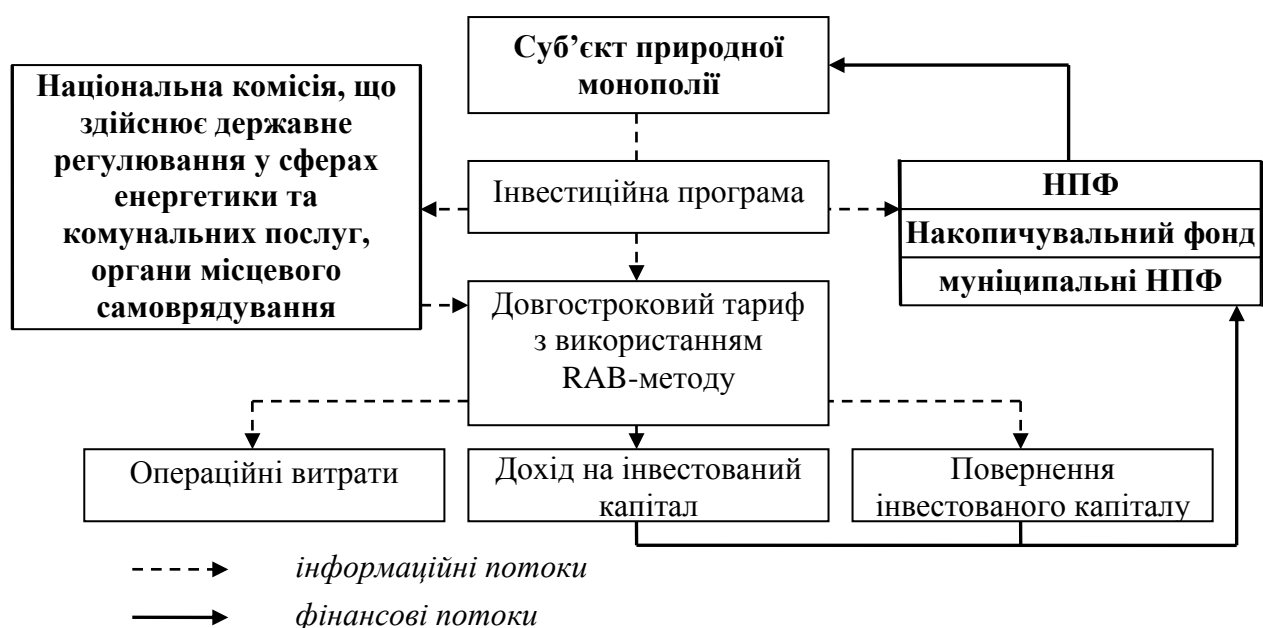 Суб’єкт природної
монополії
Національна комісія, що
здійснює державне
регулювання у сферах
енергетики та
комунальних послуг,
органи місцевого
самоврядування
Інвестиційна програма
НПФ
Накопичувальний фонд
муніципальні НПФ
Довгостроковий тариф
з використанням
RAB-методу
Операційні витрати
Дохід на інвестований
капітал
Повернення
інвестованого капіталу
інформаційні потоки
фінансові потоки